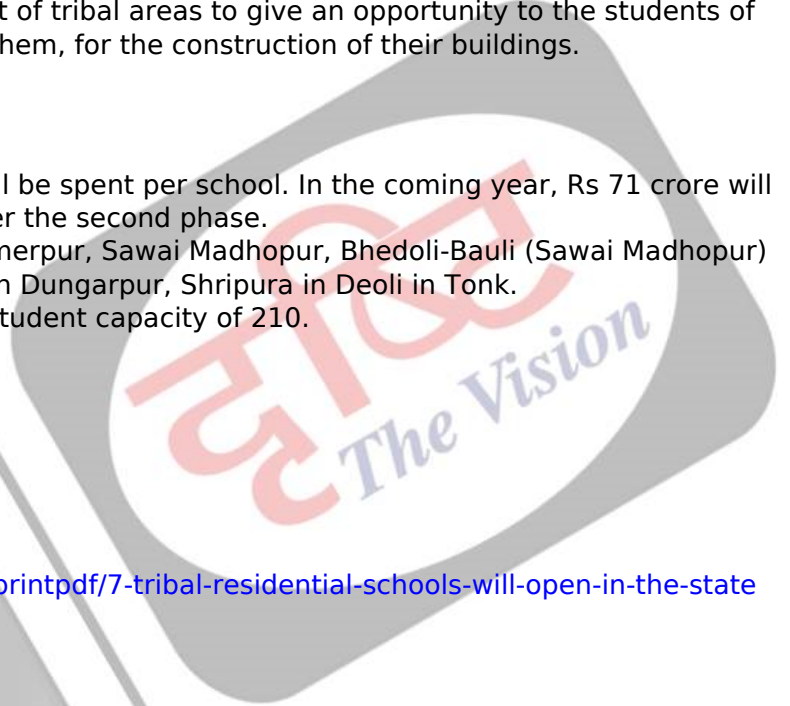 t of tribal areas to give an opportunity to the students of
hem, for the construction of their buildings.
l be spent per school. In the coming year, Rs 71 crore will
er the second phase.
merpur, Sawai Madhopur, Bhedoli-Bauli (Sawai Madhopur)
n Dungarpur, Shripura in Deoli in Tonk.
tudent capacity of 210.
दृष्टि
The Vision
printpdf/7-tribal-residential-schools-will-open-in-the-state